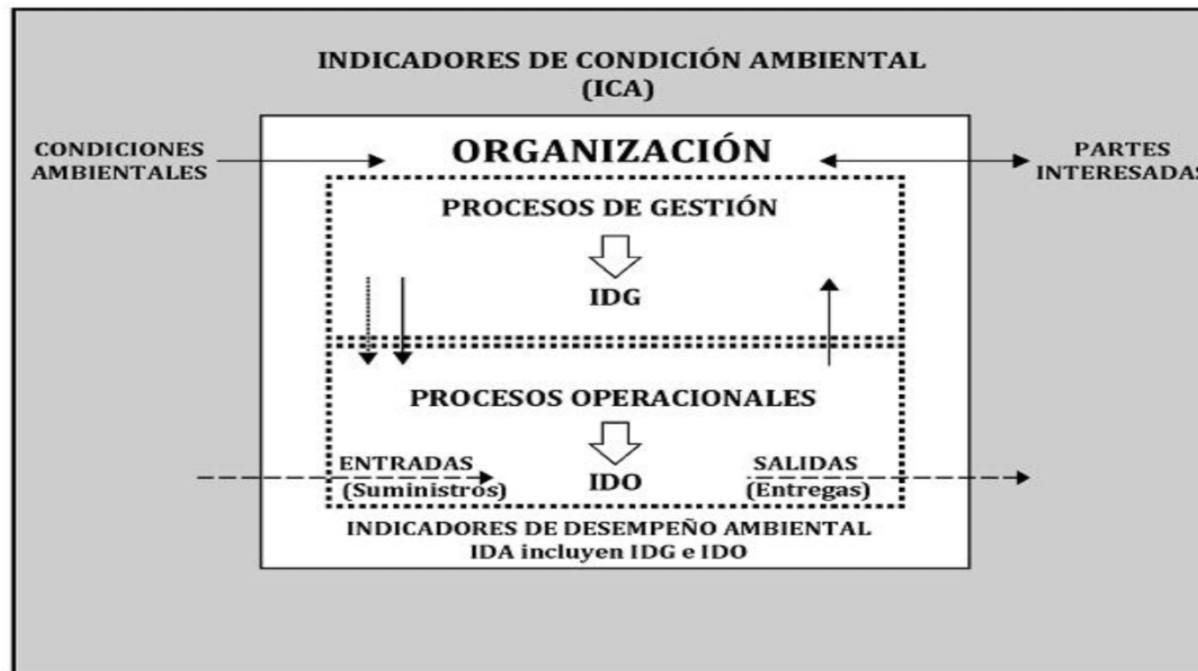 INDICADORES DE CONDICIÓN AMBIENTAL
(ICA)
CONDICIONES
AMBIENTALES
ORGANIZACIÓN
PARTES
INTERESADAS
PROCESOS DE GESTIÓN
IDG
PROCESOS OPERACIONALES
ENTRADAS
(Suministros)
IDO
SALIDAS
(Entregas)
INDICADORES DE DESEMPEÑO AMBIENTAL
IDA incluyen IDG e IDO